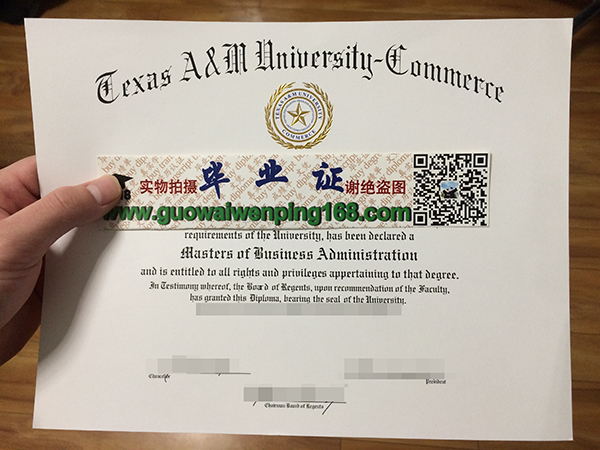 Texas A&M University-Commerce
TEXAS A&M UNIVERSITY
COMMERCE
实物拍摄 毕业证 谢绝盗图
www.guowaiwenping168.com
requirements of the University, has been declared a
Masters of Business Administration
and is entitled to all rights and privileges appertaining to that degree.
In Testimony whereof, the Board of Regents, upon recommendation of the Faculty,
has granted this Diploma, bearing the seal of the University.
Chancellor
President
Chairman Board of Regents